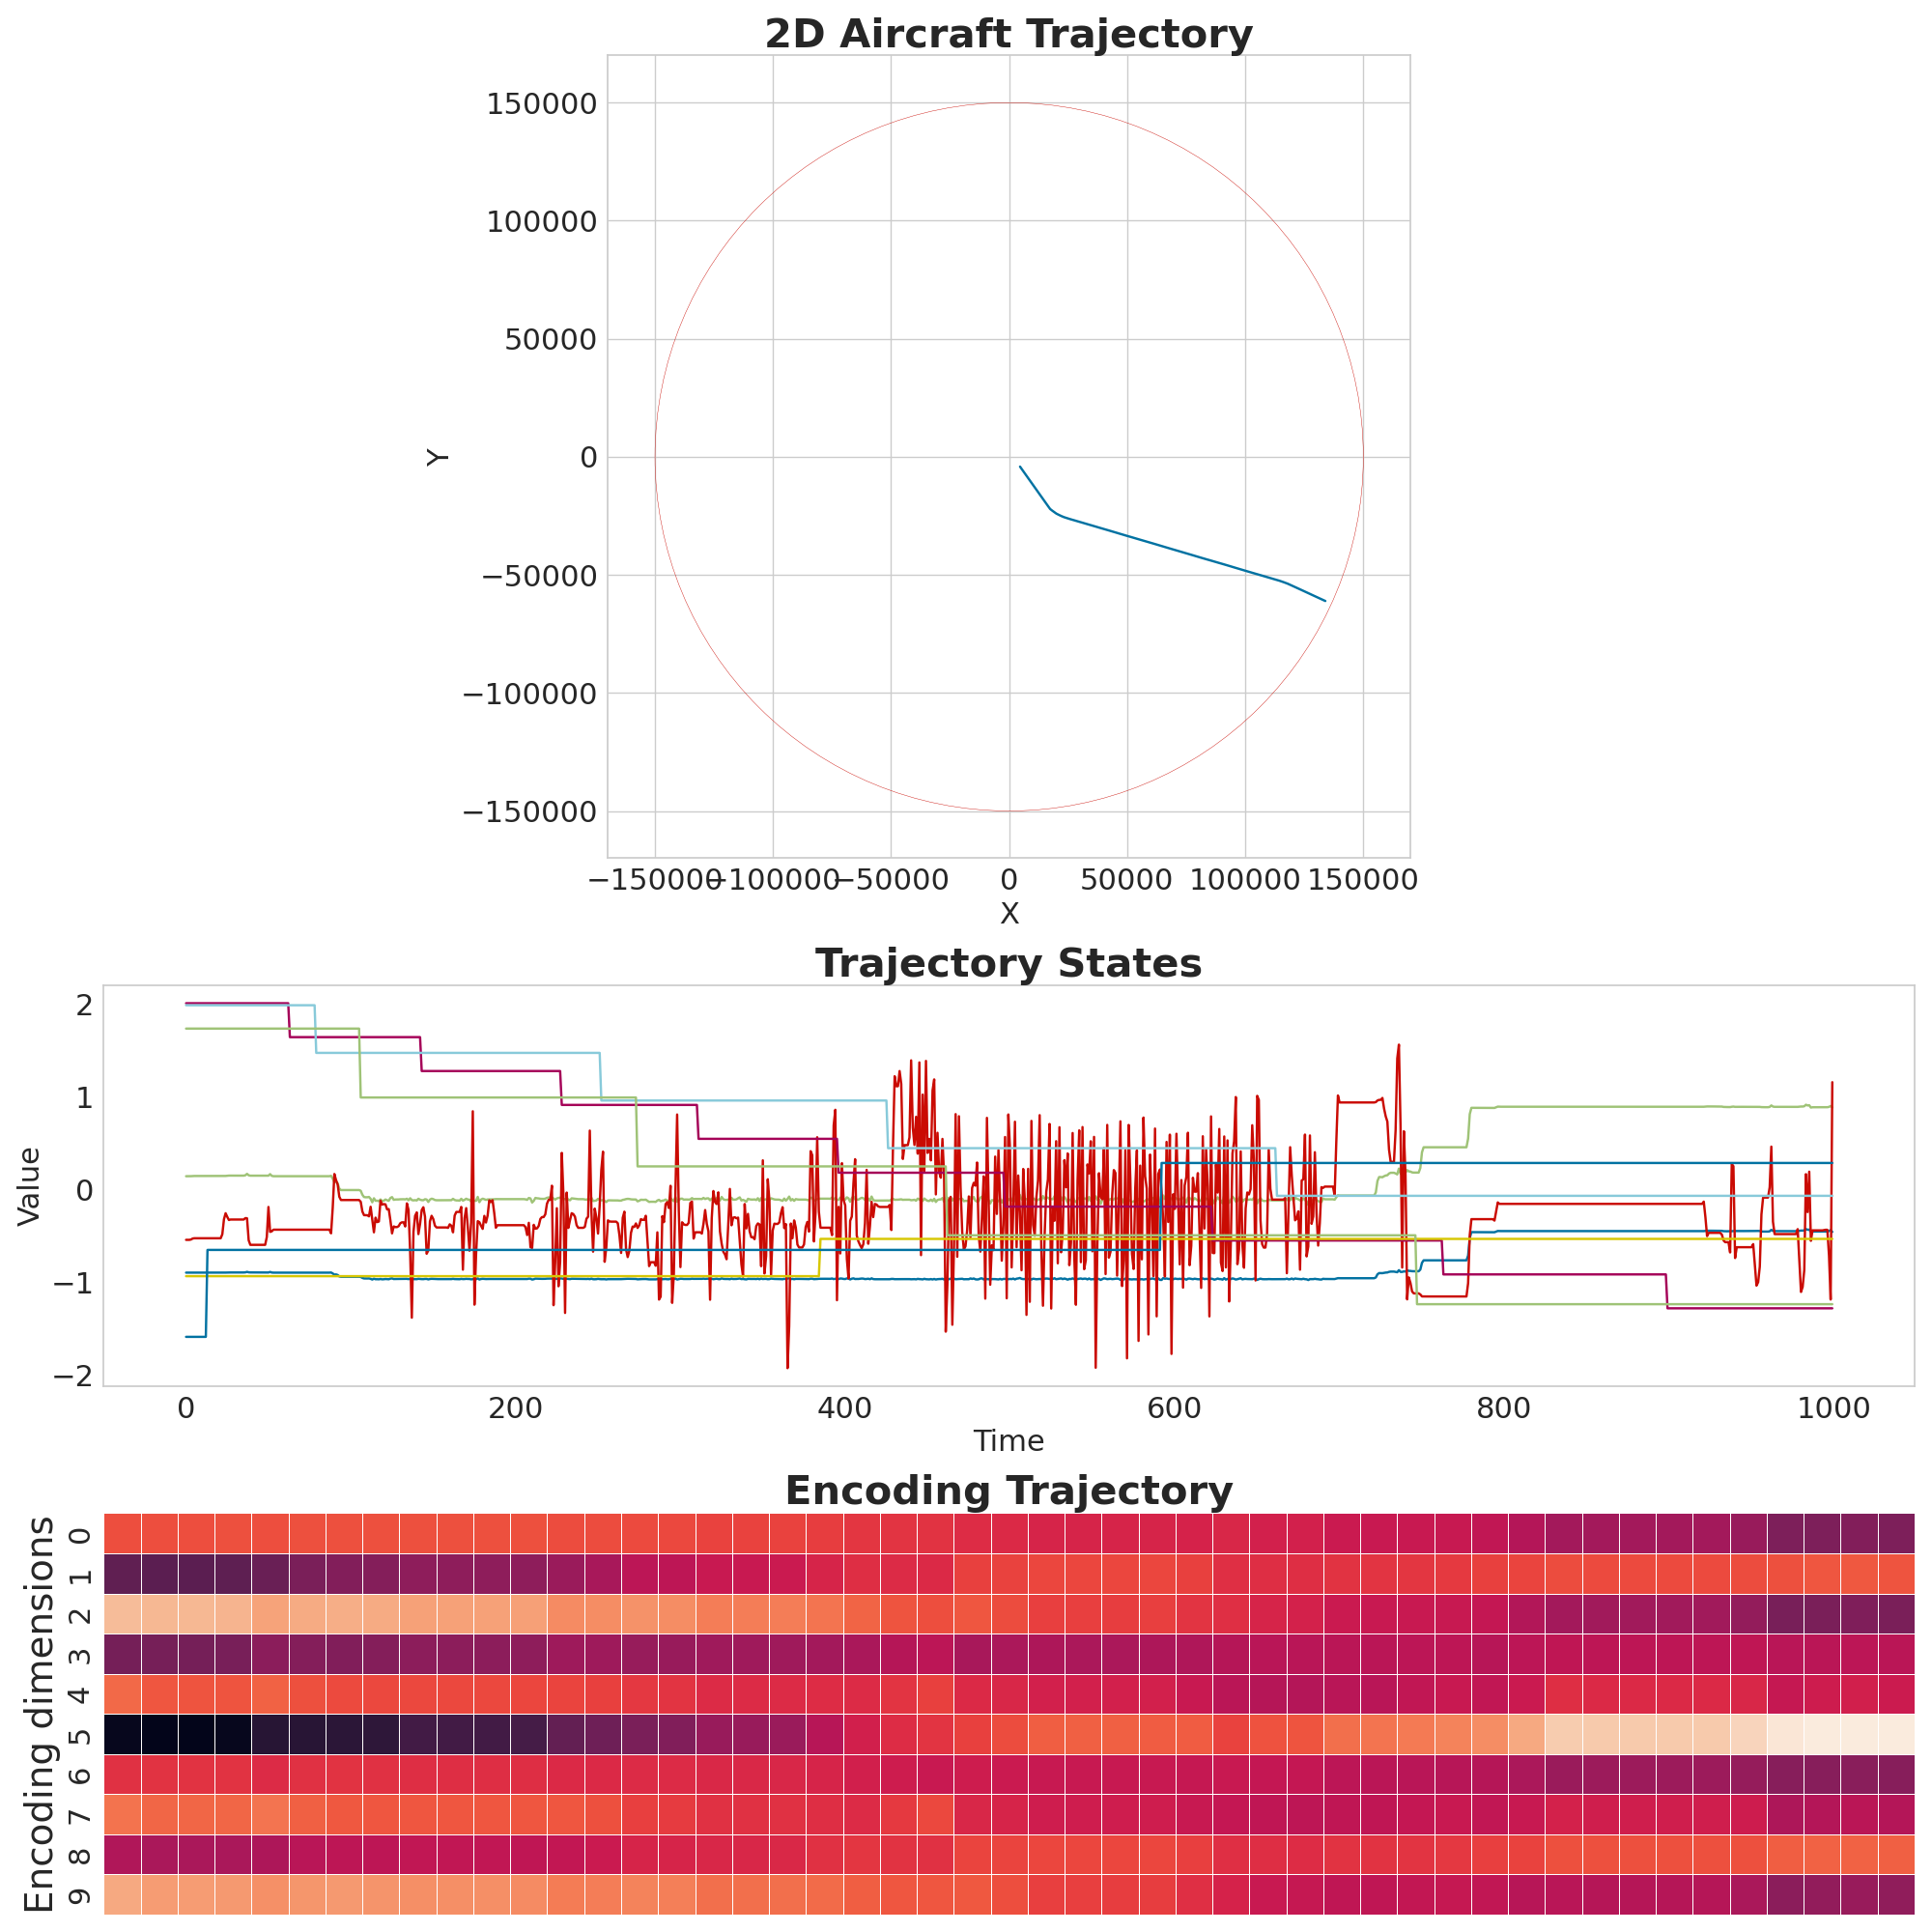 2D Aircraft Trajectory
150000
100000
50000
0
−50000
−100000
−150000
Y
−150000 −100000 −50000 0 50000 100000 150000
X
Trajectory States
2
1
0
−1
−2
Value
0 200 400 600 800 1000
Time
Encoding Trajectory
Encoding dimensions
0
1
2
3
4
5
6
7
8
9